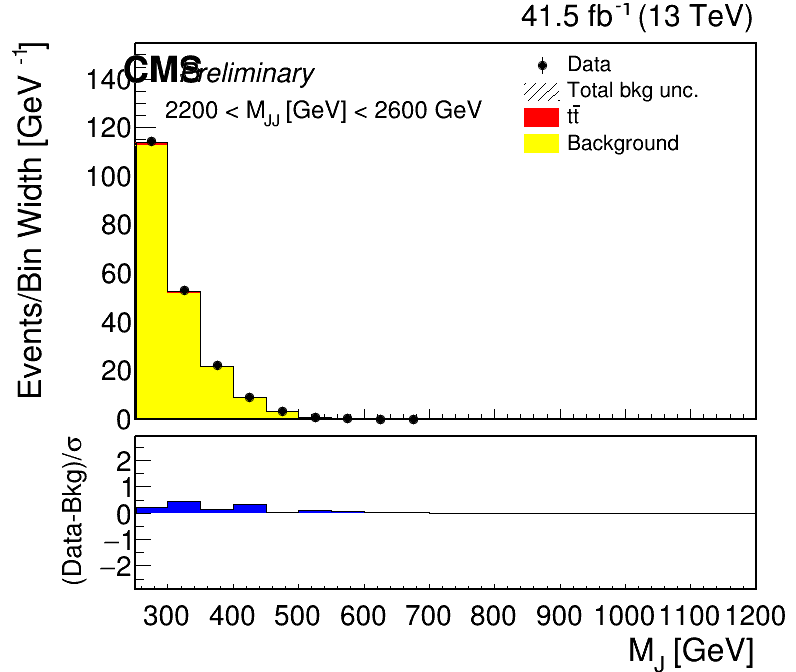 41.5 fb⁻¹ (13 TeV)
CMS Preliminary
2200 < M_JJ [GeV] < 2600 GeV
Data
Total bkg unc.
tt̄
Background
Events/Bin Width [GeV⁻¹]
140
120
100
80
60
40
20
0
(Data-Bkg)/σ
2
1
0
−1
−2
300 400 500 600 700 800 900 1000 1100 1200
M_J [GeV]